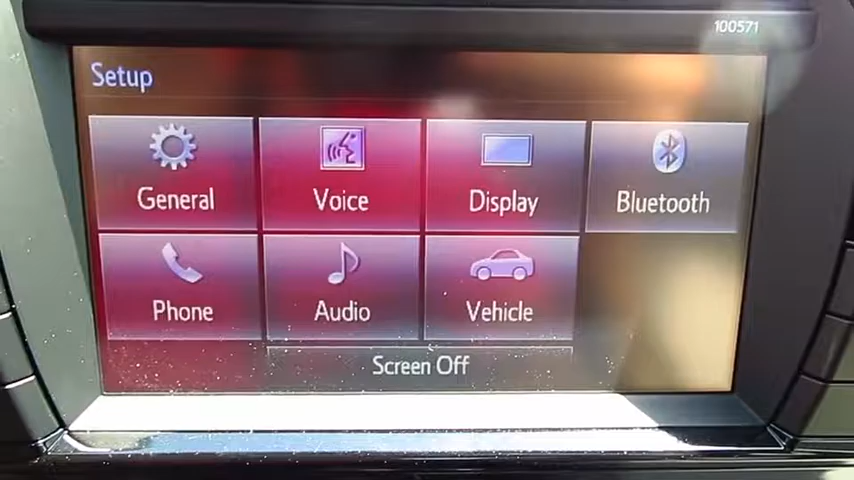 100571
Setup
General Voice Display Bluetooth
Phone Audio Vehicle
Screen Off